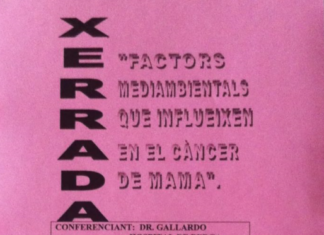 XERRADA
"FACTORS
MEDIAMBIENTALS
QUE INFLUEIXEN
EN EL CÀNCER
DE MAMA".
CONFERENCIANT: DR. GALLARDO